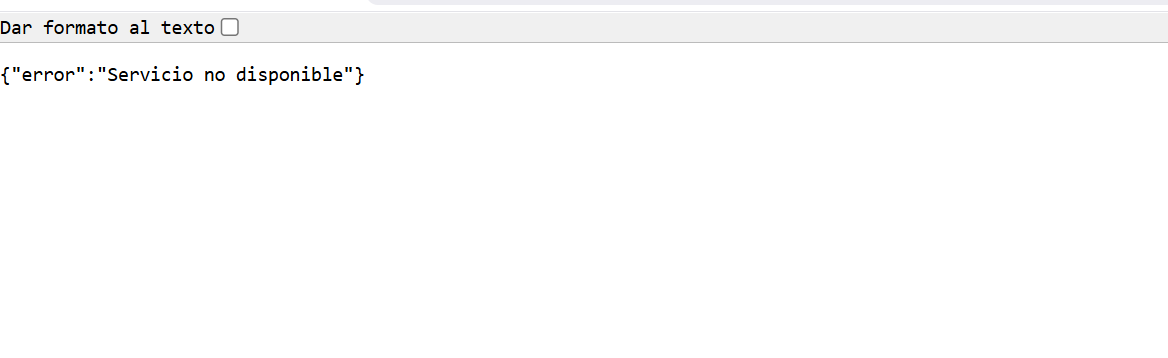 Dar formato al texto
{"error":"Servicio no disponible"}